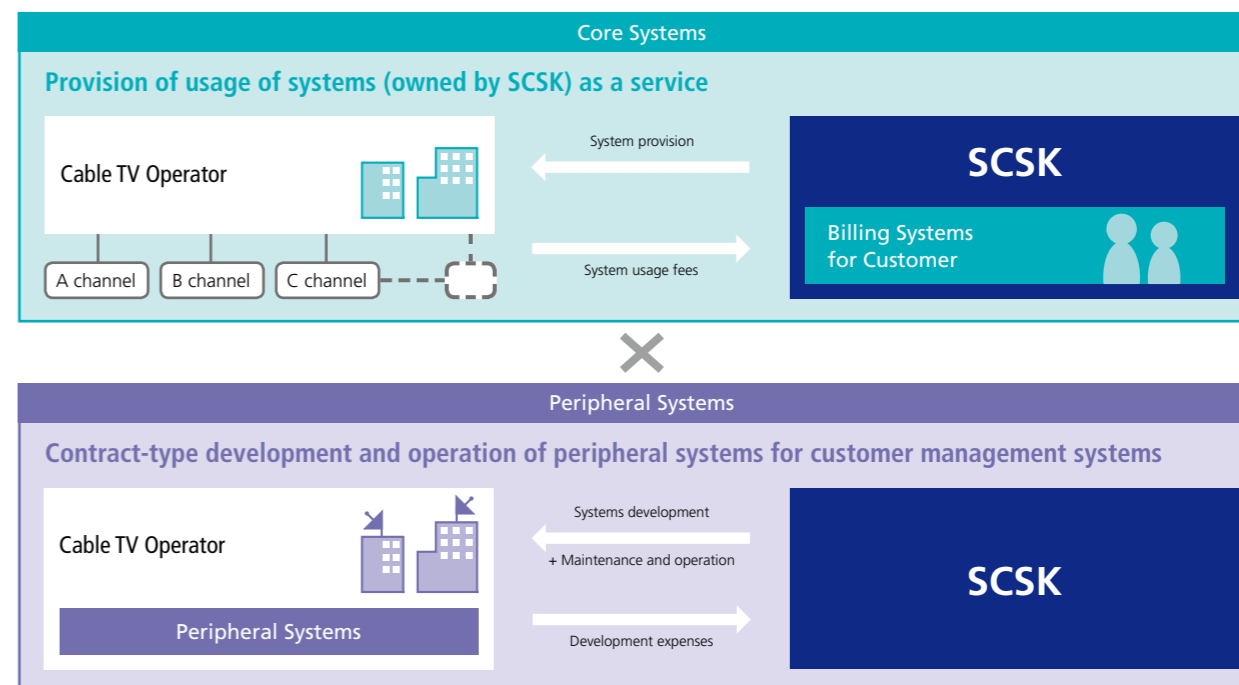 Core Systems
Provision of usage of systems (owned by SCSK) as a service
Cable TV Operator
A channel
B channel
C channel
System provision
System usage fees
SCSK
Billing Systems
for Customer
Peripheral Systems
Contract-type development and operation of peripheral systems for customer management systems
Cable TV Operator
Peripheral Systems
Systems development
+ Maintenance and operation
Development expenses
SCSK